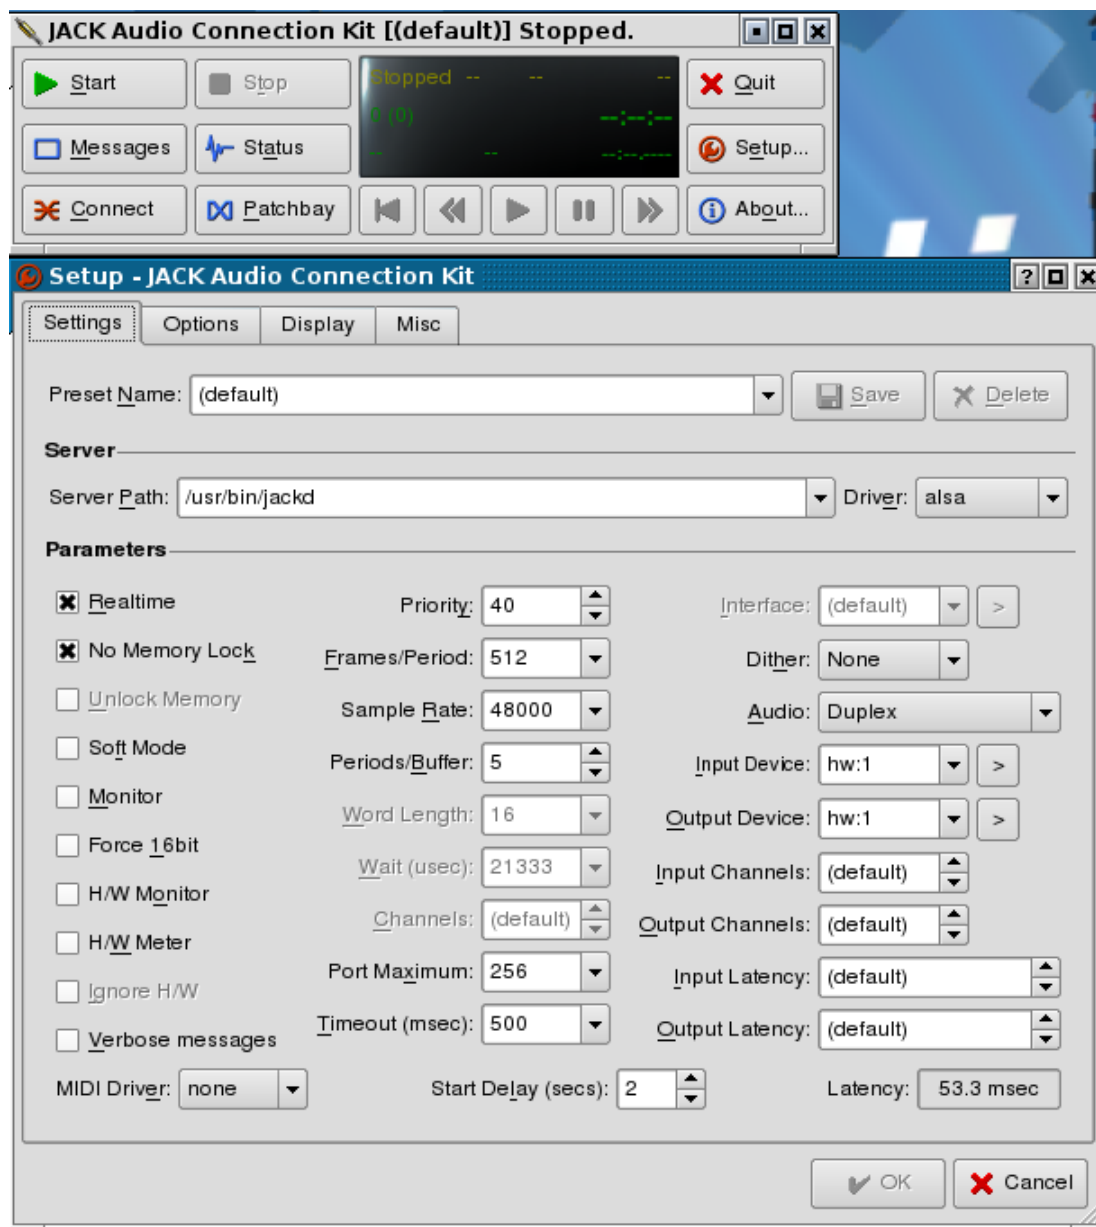 JACK Audio Connection Kit [(default)] Stopped.
Start Stop Stopped -- -- -- Quit
0 (0) --:--:--
Messages Status -- -- --:--.---- Setup...
Connect Patchbay About...
Setup - JACK Audio Connection Kit
Settings Options Display Misc
Preset Name: (default) Save Delete
Server
Server Path: /usr/bin/jackd Driver: alsa
Parameters
Realtime Priority: 40 Interface: (default) >
No Memory Lock Frames/Period: 512 Dither: None
Unlock Memory Sample Rate: 48000 Audio: Duplex
Soft Mode Periods/Buffer: 5 Input Device: hw:1 >
Monitor Word Length: 16 Output Device: hw:1 >
Force 16bit Wait (usec): 21333 Input Channels: (default)
H/W Monitor Channels: (default) Output Channels: (default)
H/W Meter Port Maximum: 256 Input Latency: (default)
Ignore H/W Timeout (msec): 500 Output Latency: (default)
Verbose messages
MIDI Driver: none Start Delay (secs): 2 Latency: 53.3 msec
OK Cancel